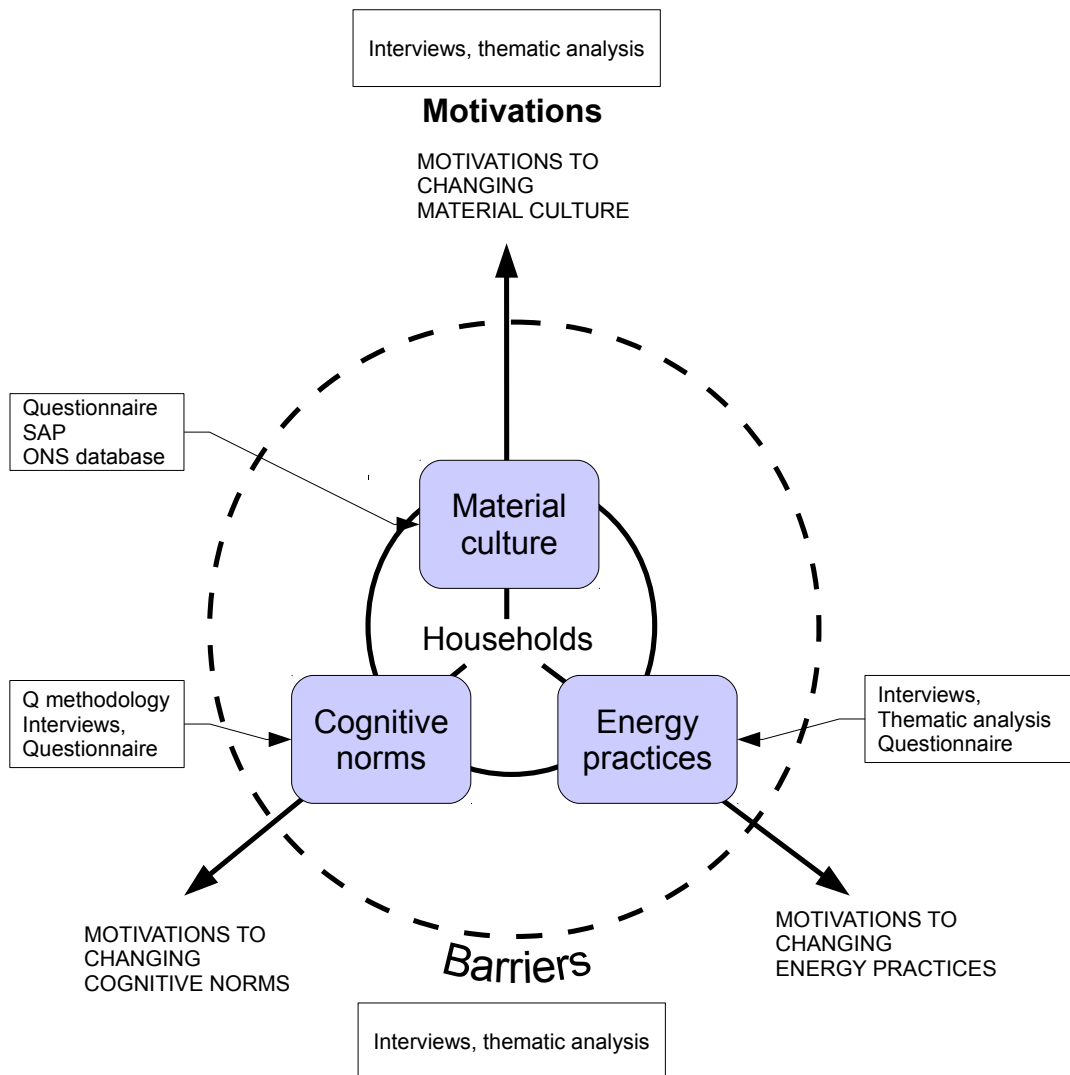 Interviews, thematic analysis
Motivations
MOTIVATIONS TO
CHANGING
MATERIAL CULTURE
Questionnaire
SAP
ONS database
Material
culture
Households
Q methodology
Interviews,
Questionnaire
Cognitive
norms
Energy
practices
Interviews,
Thematic analysis
Questionnaire
MOTIVATIONS TO
CHANGING
COGNITIVE NORMS
MOTIVATIONS TO
CHANGING
ENERGY PRACTICES
Barriers
Interviews, thematic analysis